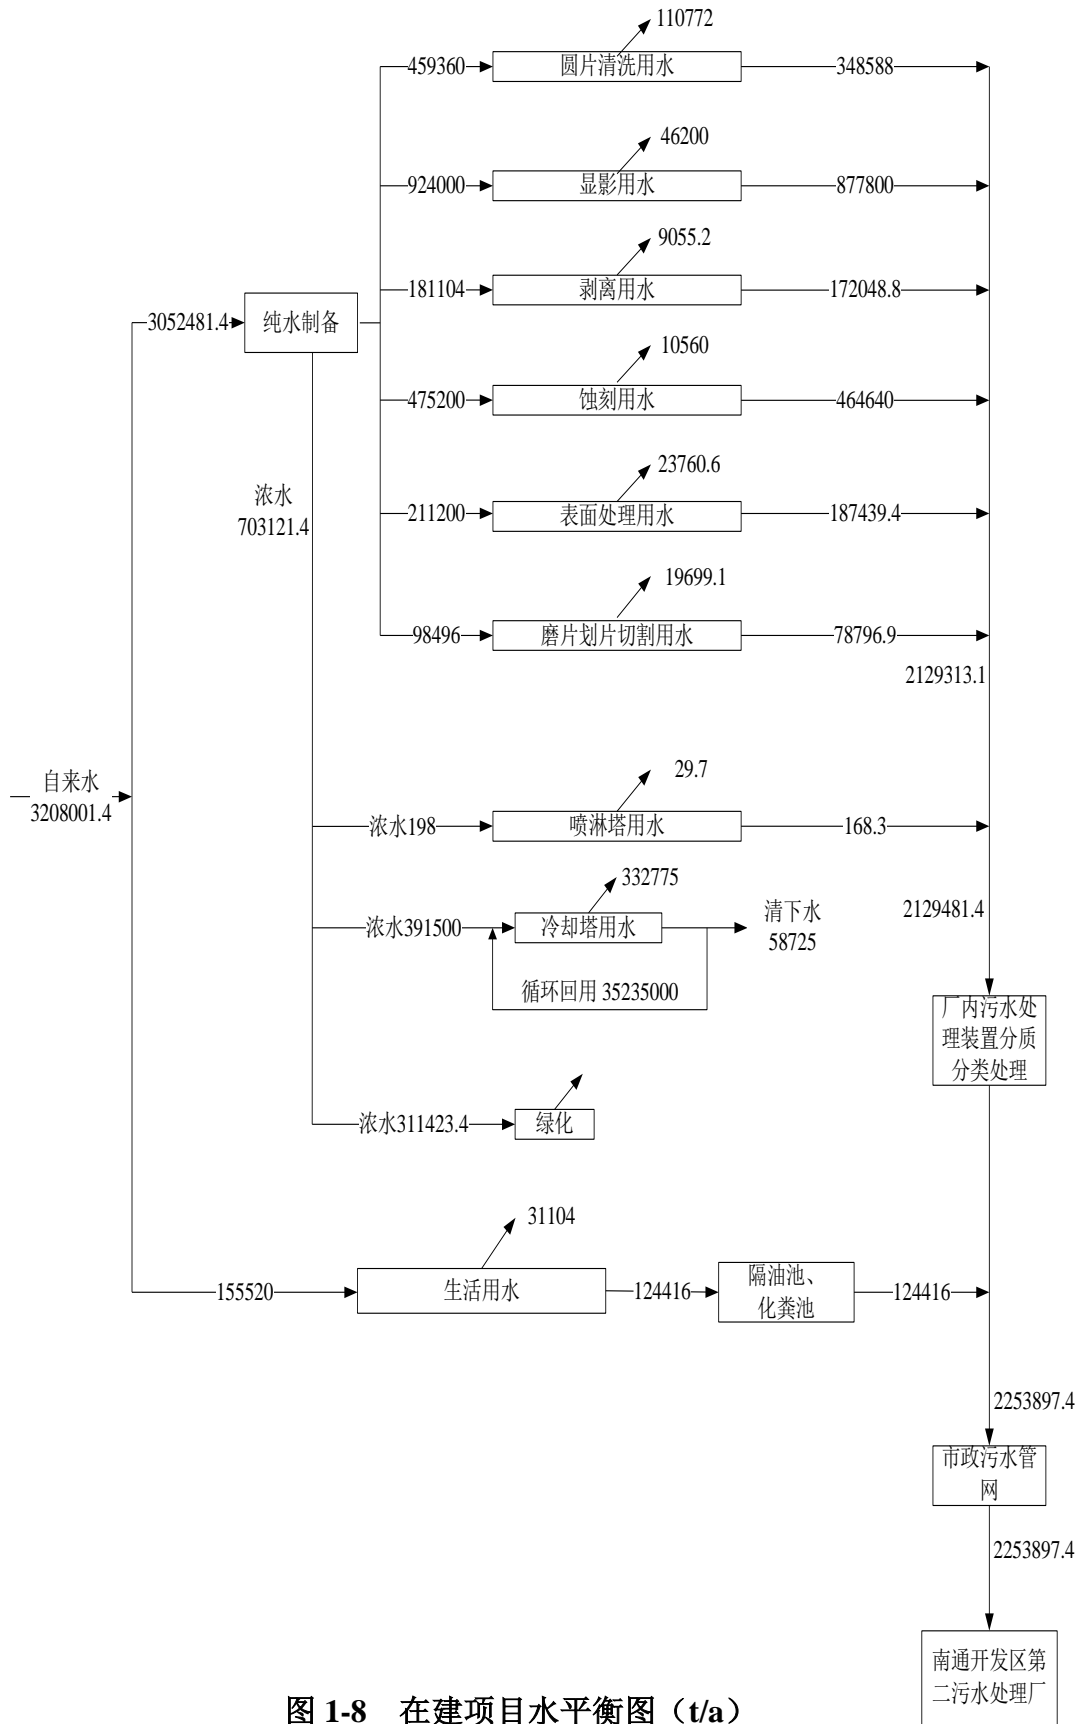 110772
459360
圆片清洗用水
348588
46200
924000
显影用水
877800
9055.2
181104
剥离用水
172048.8
3052481.4
纯水制备
10560
475200
蚀刻用水
464640
23760.6
浓水
703121.4
211200
表面处理用水
187439.4
19699.1
98496
磨片划片切割用水
78796.9
2129313.1
自来水
3208001.4
29.7
浓水198
喷淋塔用水
168.3
332775
浓水391500
冷却塔用水
清下水
58725
2129481.4
循环回用 35235000
厂内污水处
理装置分质
分类处理
浓水311423.4
绿化
31104
155520
生活用水
124416
隔油池、
化粪池
124416
2253897.4
市政污水管
网
2253897.4
南通开发区第
二污水处理厂
图 1-8 在建项目水平衡图（t/a）